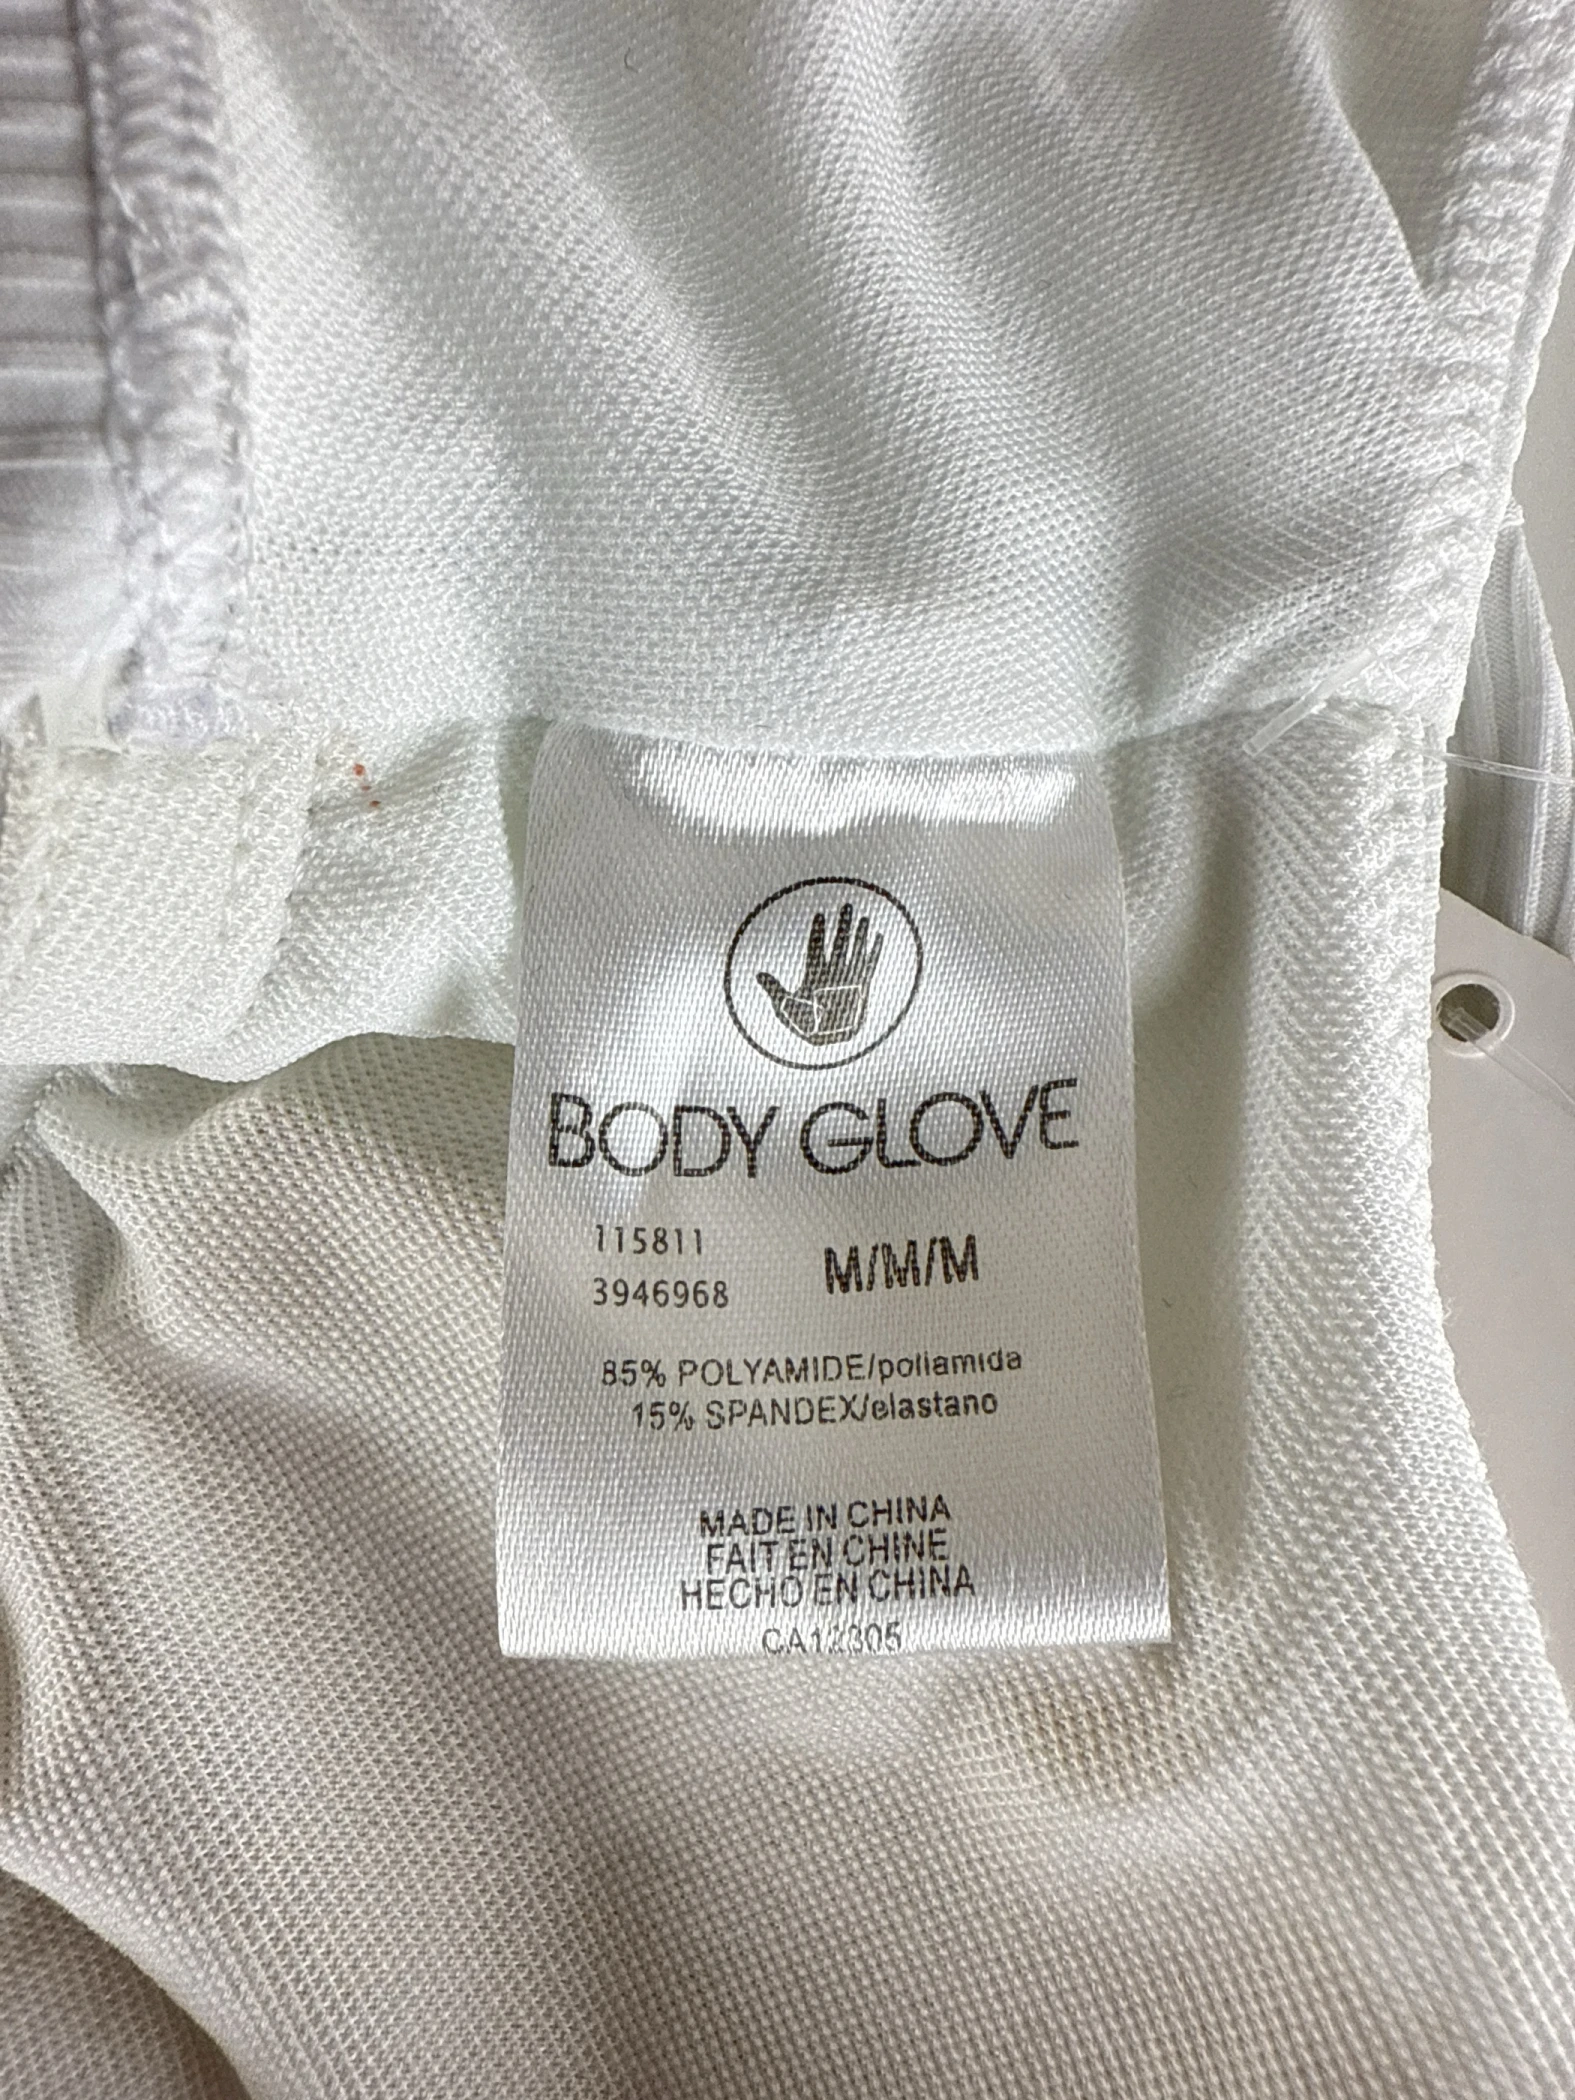 BODY GLOVE
115811
M/M/M
3946968
85% POLYAMIDE/poliamida
15% SPANDEX/elastano
MADE IN CHINA
FAIT EN CHINE
HECHO EN CHINA
CA12305